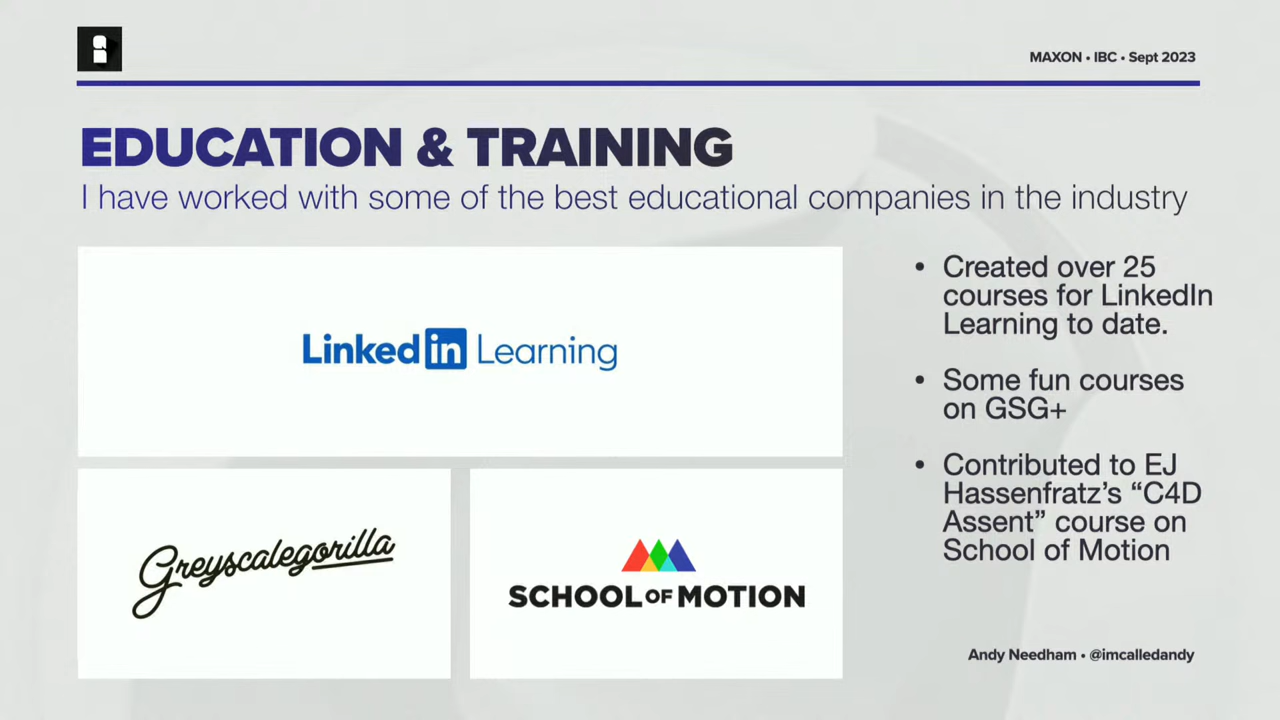 MAXON • IBC • Sept 2023
EDUCATION & TRAINING
I have worked with some of the best educational companies in the industry
Linked in Learning
Greyscalegorilla
SCHOOL OF MOTION
• Created over 25
courses for LinkedIn
Learning to date.
• Some fun courses
on GSG+
• Contributed to EJ
Hassenfratz’s “C4D
Assent” course on
School of Motion
Andy Needham • @imcalledandy